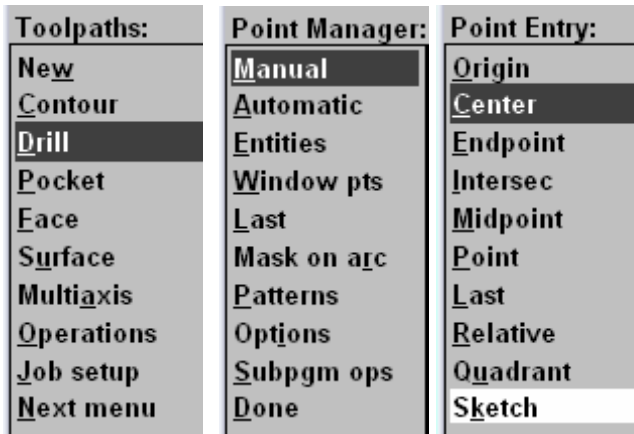 Toolpaths:
New
Contour
Drill
Pocket
Face
Surface
Multiaxis
Operations
Job setup
Next menu
Point Manager:
Manual
Automatic
Entities
Window pts
Last
Mask on arc
Patterns
Options
Subpgm ops
Done
Point Entry:
Origin
Center
Endpoint
Intersec
Midpoint
Point
Last
Relative
Quadrant
Sketch